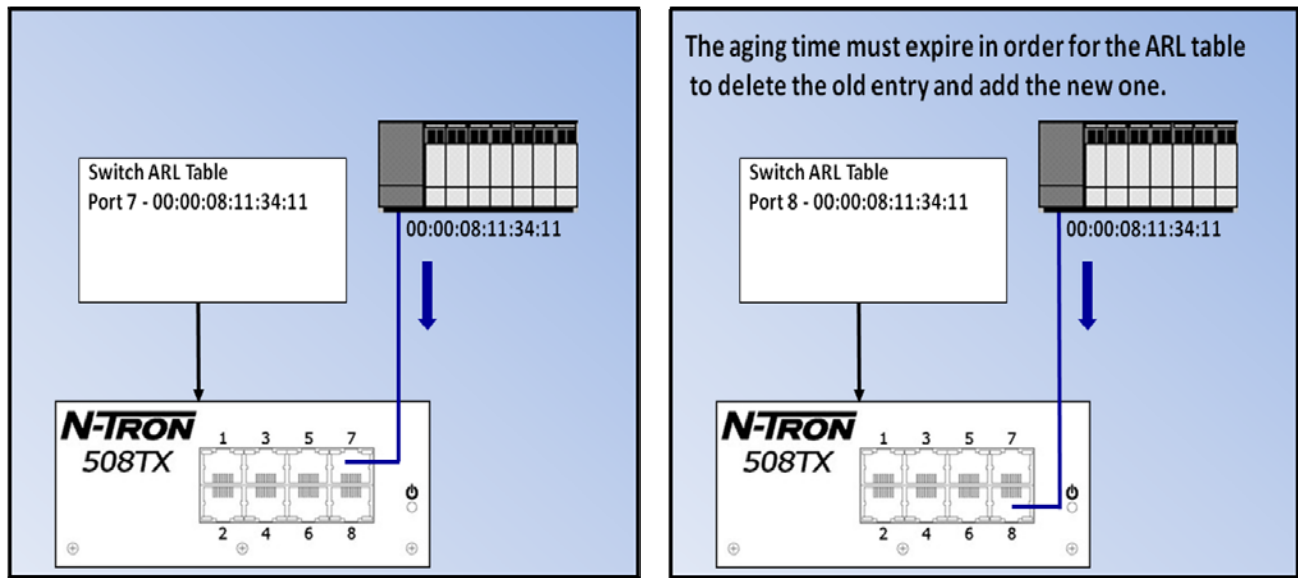 Switch ARL Table
Port 7 - 00:00:08:11:34:11
00:00:08:11:34:11
N-TRON
508TX
1 3 5 7
2 4 6 8
The aging time must expire in order for the ARL table
to delete the old entry and add the new one.
Switch ARL Table
Port 8 - 00:00:08:11:34:11
00:00:08:11:34:11
N-TRON
508TX
1 3 5 7
2 4 6 8